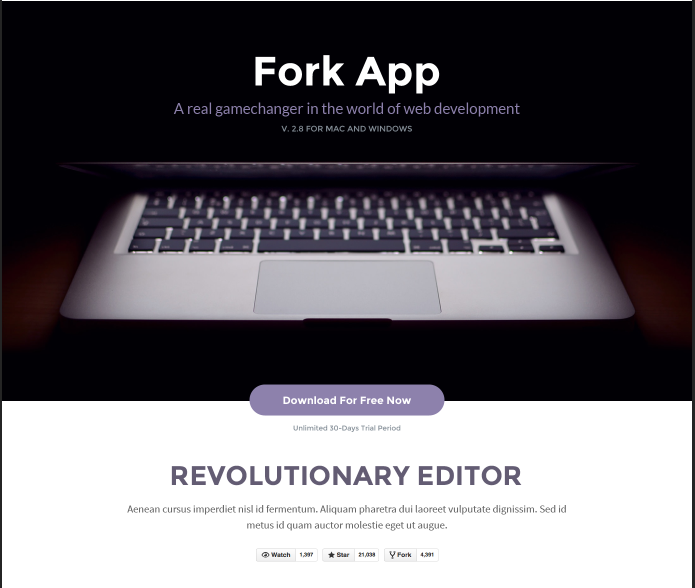 Fork App
A real gamechanger in the world of web development
V. 2.8 FOR MAC AND WINDOWS
Download For Free Now
Unlimited 30-Days Trial Period
REVOLUTIONARY EDITOR
Aenean cursus imperdiet nisl id fermentum. Aliquam pharetra dui laoreet vulputate dignissim. Sed id
metus id quam auctor molestie eget ut augue.
Watch 1,397 Star 21,038 Fork 4,391